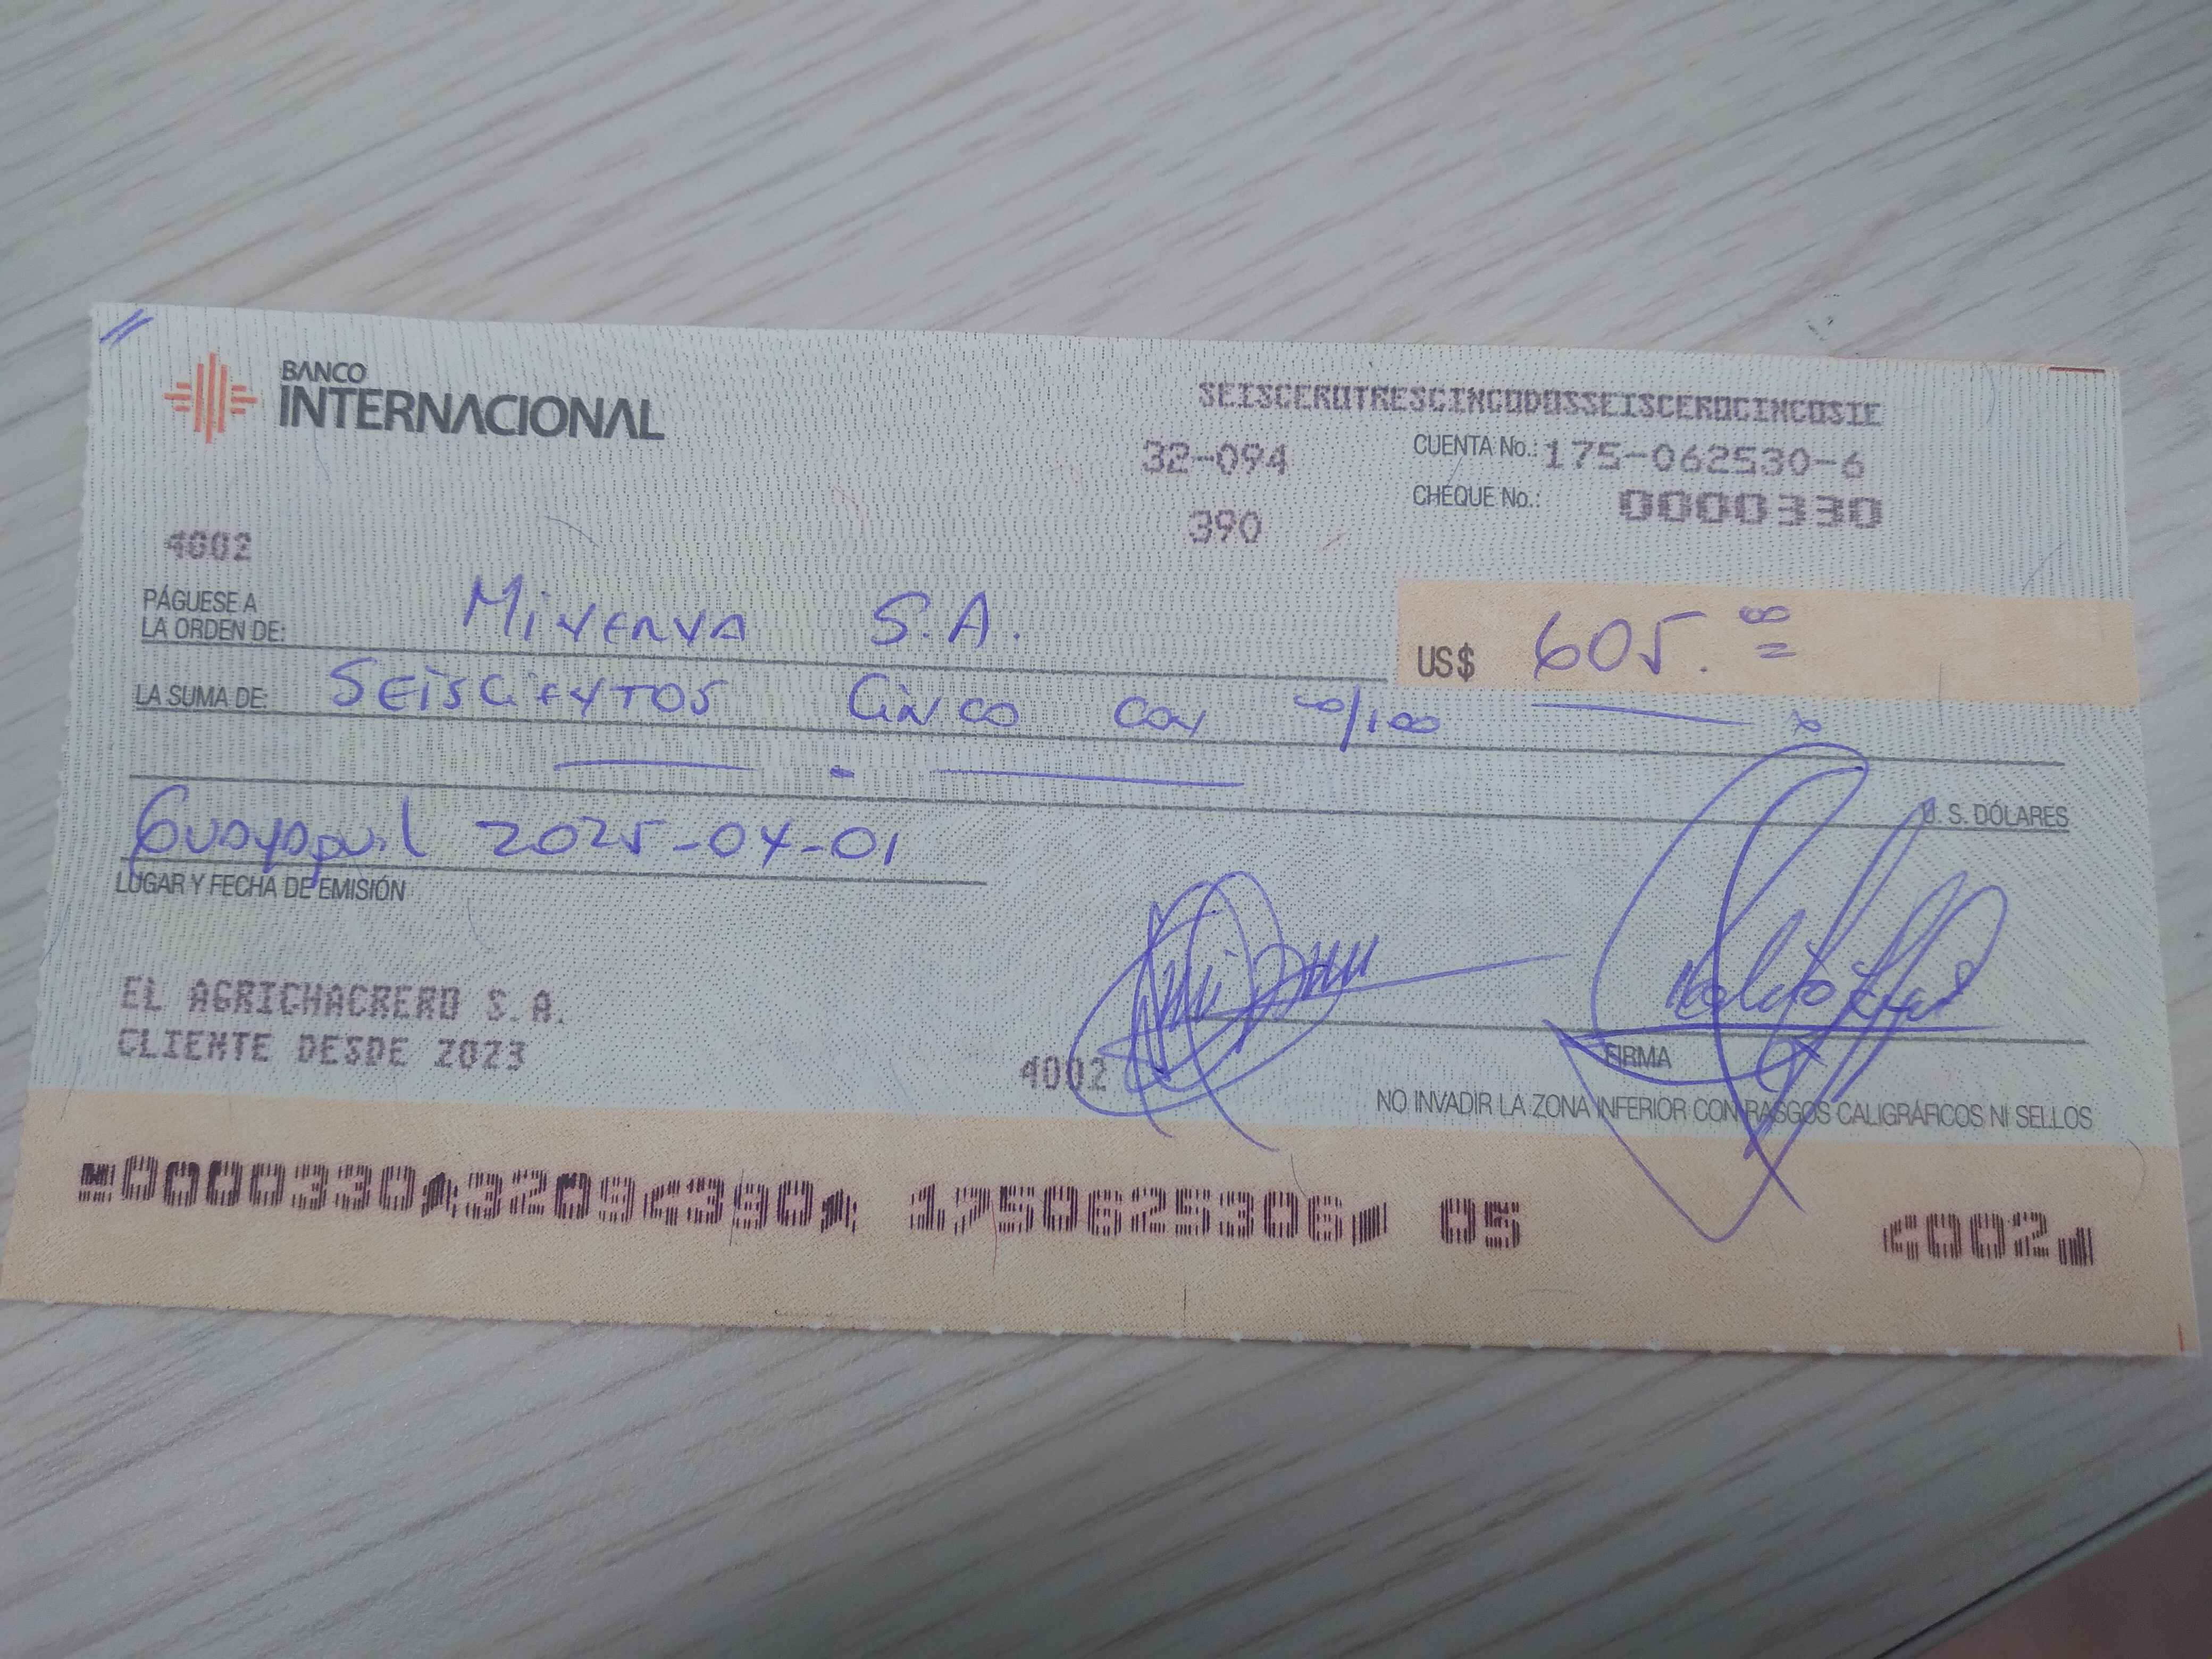 BANCO
INTERNACIONAL
SEISCEROTRESCINCODOSSEISCEROCINCOSIE
32-094
CUENTA No.: 175-062530-6
390
CHEQUE No.: 0000330
4002
PÁGUESE A
LA ORDEN DE: Minerva S.A.
US$ 605.00
LA SUMA DE: Seiscientos Cinco con 00/100
U. S. DÓLARES
Guayaquil 2025-04-01
LUGAR Y FECHA DE EMISIÓN
EL AGRICHACRERO S.A.
CLIENTE DESDE 2023
4002
FIRMA
NO INVADIR LA ZONA INFERIOR CON RASGOS CALIGRÁFICOS NI SELLOS
0000330 32094390 1750625306 05 4002